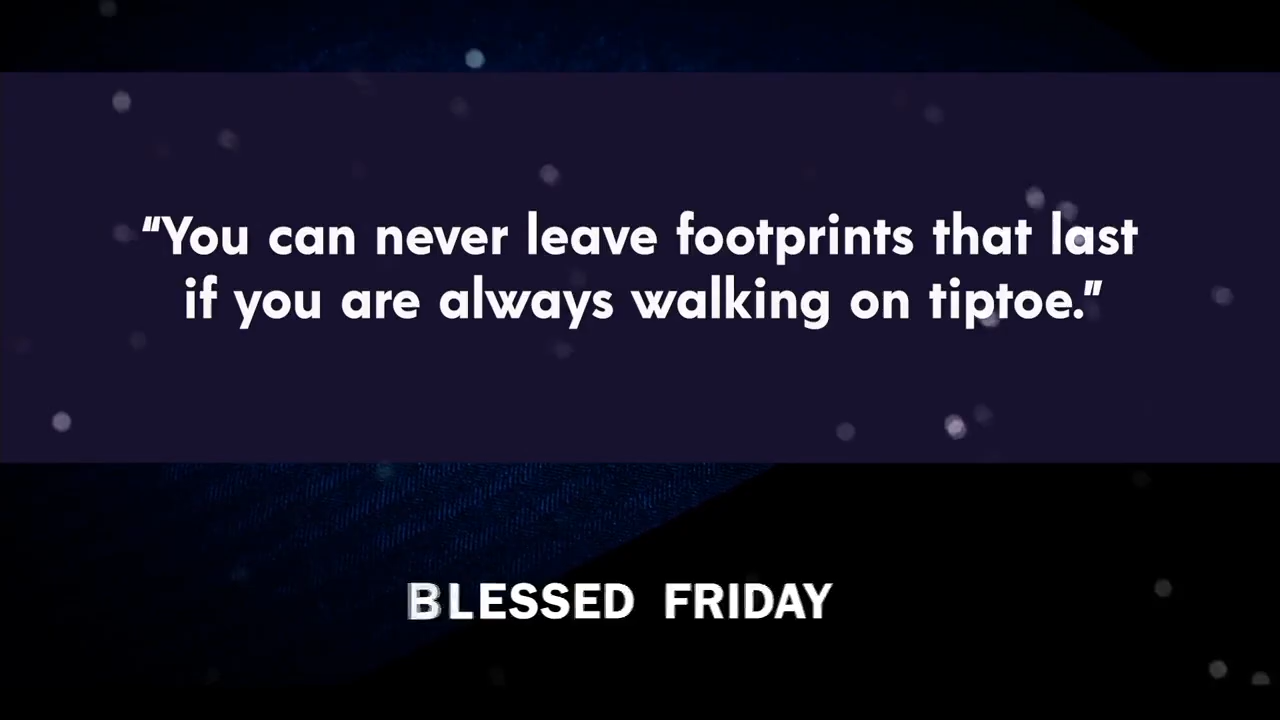 “You can never leave footprints that last
if you are always walking on tiptoe.”
BLESSED FRIDAY